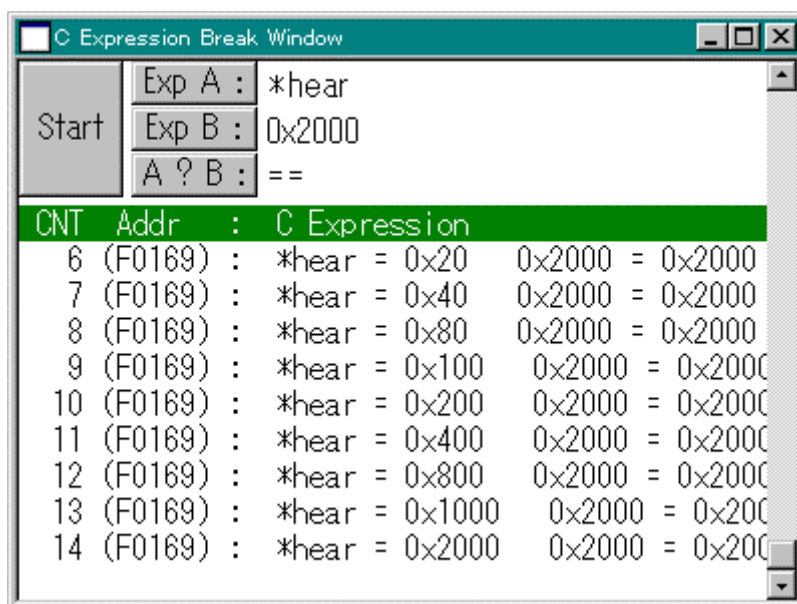 C Expression Break Window
Start
Exp A : *hear
Exp B : 0x2000
A ? B : ==
CNT Addr : C Expression
6 (F0169) : *hear = 0x20 0x2000 = 0x2000
7 (F0169) : *hear = 0x40 0x2000 = 0x2000
8 (F0169) : *hear = 0x80 0x2000 = 0x2000
9 (F0169) : *hear = 0x100 0x2000 = 0x200
10 (F0169) : *hear = 0x200 0x2000 = 0x200
11 (F0169) : *hear = 0x400 0x2000 = 0x200
12 (F0169) : *hear = 0x800 0x2000 = 0x200
13 (F0169) : *hear = 0x1000 0x2000 = 0x20
14 (F0169) : *hear = 0x2000 0x2000 = 0x20